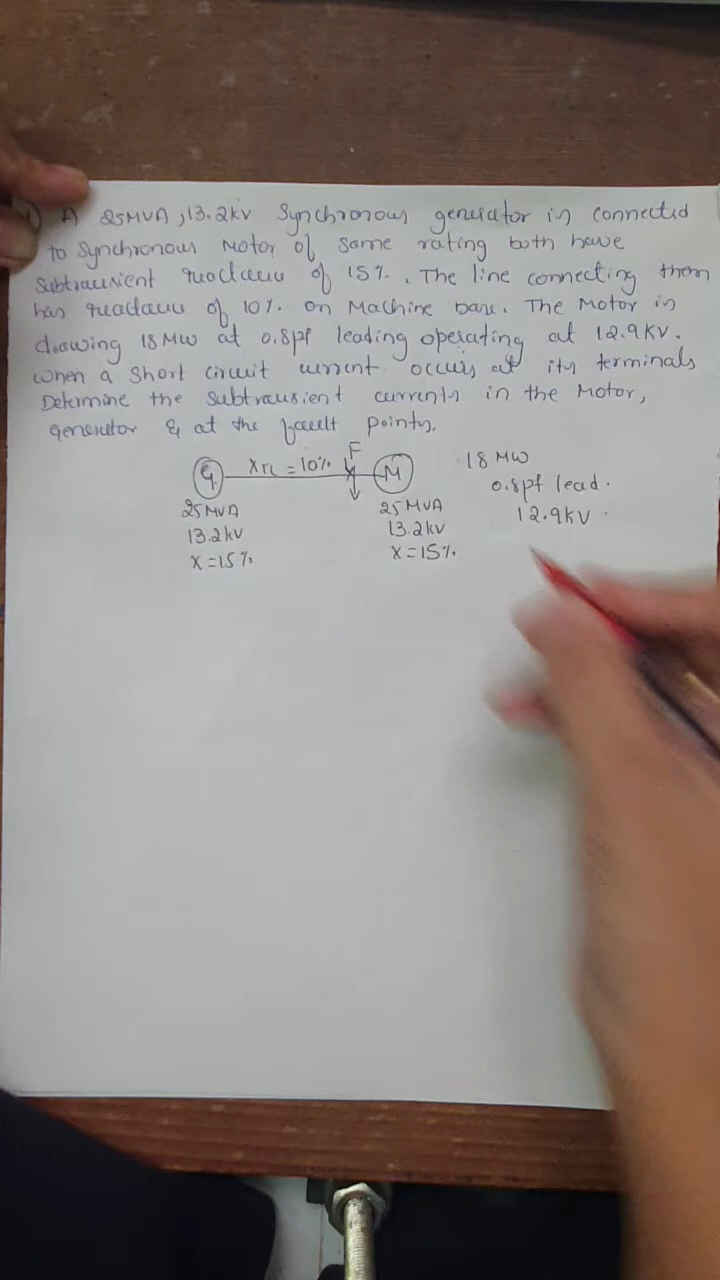 A 25MVA, 13.2kV Synchronous generator is connected
to Synchronous Motor of Same rating both have
Subtransient reactance of 15%. The line connecting them
has reactance of 10% on Machine base. The Motor is
drawing 18MW at 0.8pf leading operating at 12.9KV.
when a Short circuit current occurs at its terminals
Determine the Subtransient currents in the Motor,
generator & at the fault points.
F
G XTL = 10% M
25MVA
13.2kV
X = 15%
25MVA
13.2kV
X = 15%
18 MW
0.8pf lead.
12.9KV.